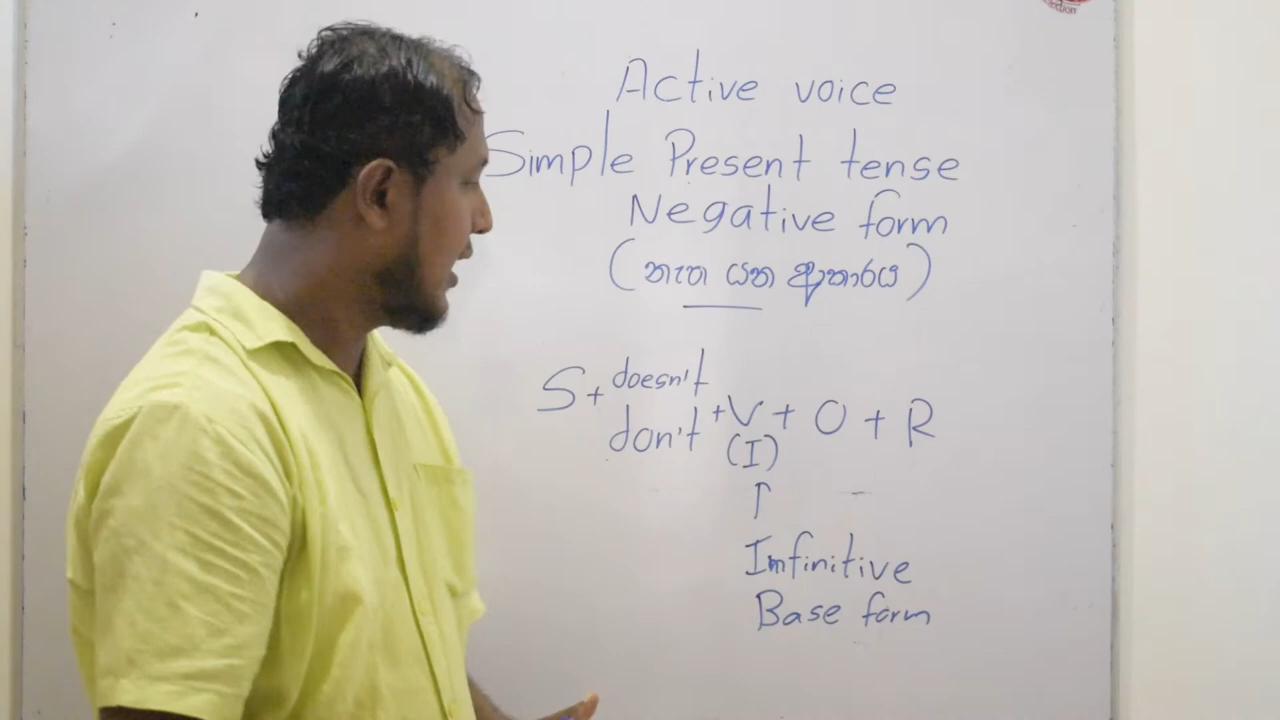 Active voice
Simple Present tense
Negative form
(නැත යන ආකාරය)
S + doesn't
don't + V + O + R
(I)
↑
Infinitive
Base form